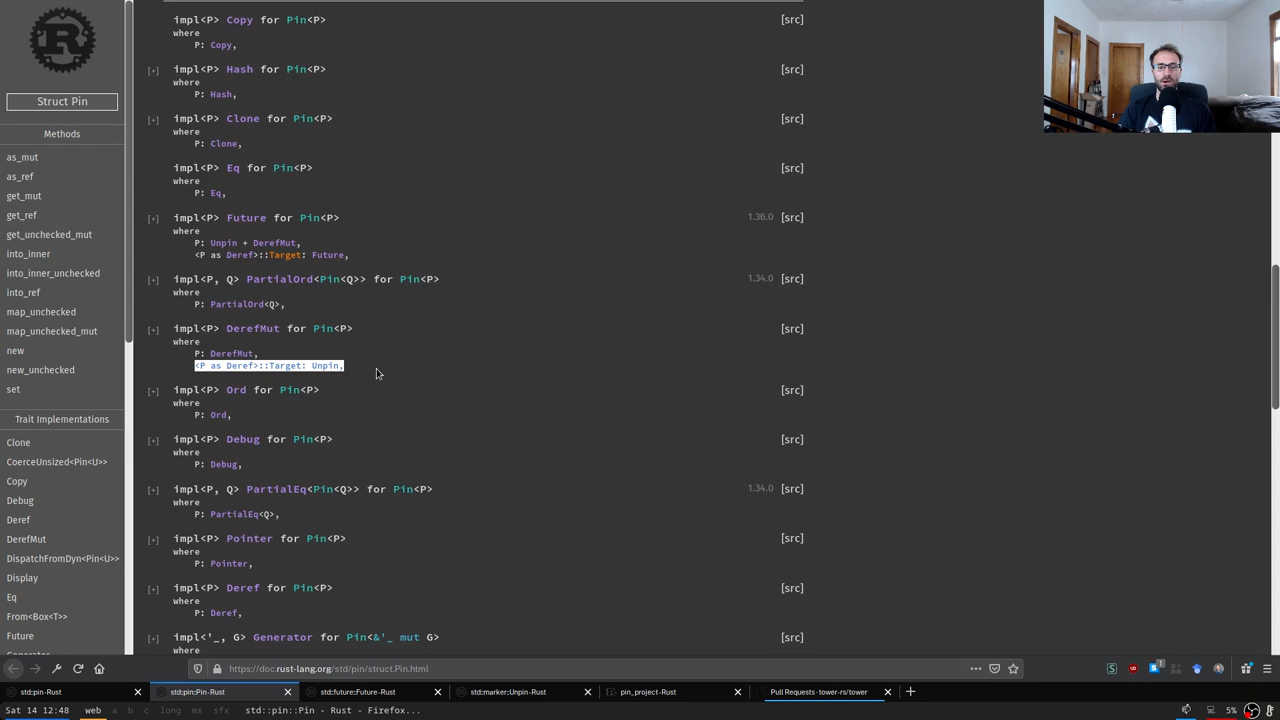 Struct Pin
Methods
as_mut
as_ref
get_mut
get_ref
get_unchecked_mut
into_inner
into_inner_unchecked
into_ref
map_unchecked
map_unchecked_mut
new
new_unchecked
set
Trait Implementations
Clone
CoerceUnsized<Pin<U>>
Copy
Debug
Deref
DerefMut
DispatchFromDyn<Pin<U>>
Display
Eq
From<Box<T>>
Future
Generator
impl<P> Copy for Pin<P> [src]
where
P: Copy,
[+] impl<P> Hash for Pin<P> [src]
where
P: Hash,
[+] impl<P> Clone for Pin<P> [src]
where
P: Clone,
impl<P> Eq for Pin<P> [src]
where
P: Eq,
[+] impl<P> Future for Pin<P> 1.36.0 [src]
where
P: Unpin + DerefMut,
<P as Deref>::Target: Future,
[+] impl<P, Q> PartialOrd<Pin<Q>> for Pin<P> 1.34.0 [src]
where
P: PartialOrd<Q>,
[+] impl<P> DerefMut for Pin<P> [src]
where
P: DerefMut,
<P as Deref>::Target: Unpin,
[+] impl<P> Ord for Pin<P> [src]
where
P: Ord,
[+] impl<P> Debug for Pin<P> [src]
where
P: Debug,
[+] impl<P, Q> PartialEq<Pin<Q>> for Pin<P> 1.34.0 [src]
where
P: PartialEq<Q>,
[+] impl<P> Pointer for Pin<P> [src]
where
P: Pointer,
[+] impl<P> Deref for Pin<P> [src]
where
P: Deref,
[+] impl<'_, G> Generator for Pin<&'_ mut G> [src]
where
https://doc.rust-lang.org/std/pin/struct.Pin.html
std::pin - Rust
std::pin::Pin - Rust
std::future::Future - Rust
std::marker::Unpin - Rust
pin_project - Rust
Pull Requests · tower-rs/tower
Sat 14 12:48 web a b c long mx sfx std::pin::Pin - Rust - Firefox... 5%